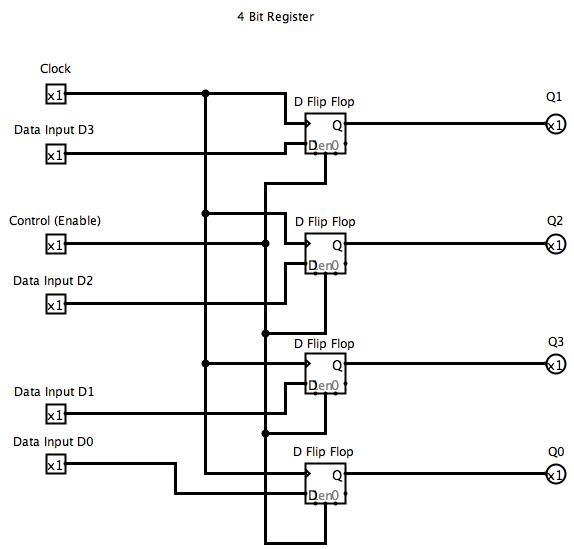 4 Bit Register
Clock
x1
D Flip Flop
Q1
Q
x1
Data Input D3
x1
D en 0
Control (Enable)
x1
D Flip Flop
Q2
Q
x1
D en 0
Data Input D2
x1
D Flip Flop
Q3
Q
x1
D en 0
Data Input D1
x1
Data Input D0
x1
D Flip Flop
Q0
Q
x1
D en 0